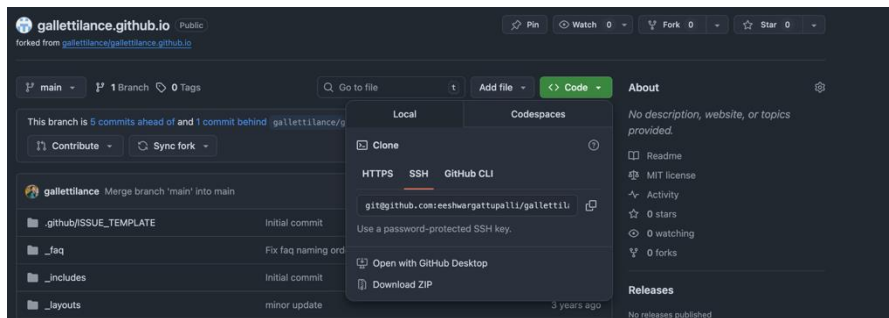 gallettilance.github.io Public
Pin Watch 0 Fork 0 Star 0
forked from gallettilance/gallettilance.github.io
main 1 Branch 0 Tags
Go to file t
Add file
<> Code
This branch is 5 commits ahead of and 1 commit behind gallettilance/g
Contribute Sync fork
gallettilance Merge branch 'main' into main
.github/ISSUE_TEMPLATE Initial commit
_faq Fix faq naming ord
_includes Initial commit
_layouts minor update 3 years ago
Local Codespaces
Clone
HTTPS SSH GitHub CLI
git@github.com:eeshwargattupalli/gallettil
Use a password-protected SSH key.
Open with GitHub Desktop
Download ZIP
About
No description, website, or topics
provided.
Readme
MIT license
Activity
0 stars
0 watching
0 forks
Releases
No releases published